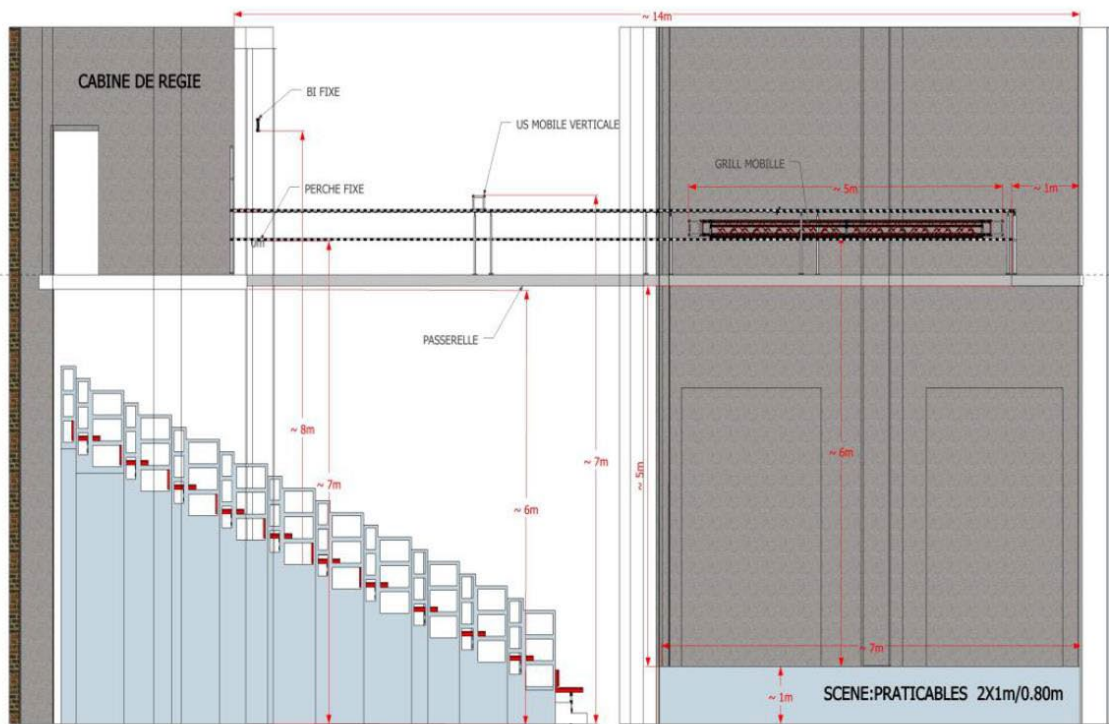 ~ 14m
CABINE DE REGIE
BI FIXE
US MOBILE VERTICALE
GRILL MOBILLE
PERCHE FIXE
~ 5m
~ 1m
PASSERELLE
~ 8m
~ 7m
~ 6m
~ 7m
~ 5m
~ 6m
~ 7m
~ 1m
SCENE:PRATICABLES 2X1m/0.80m